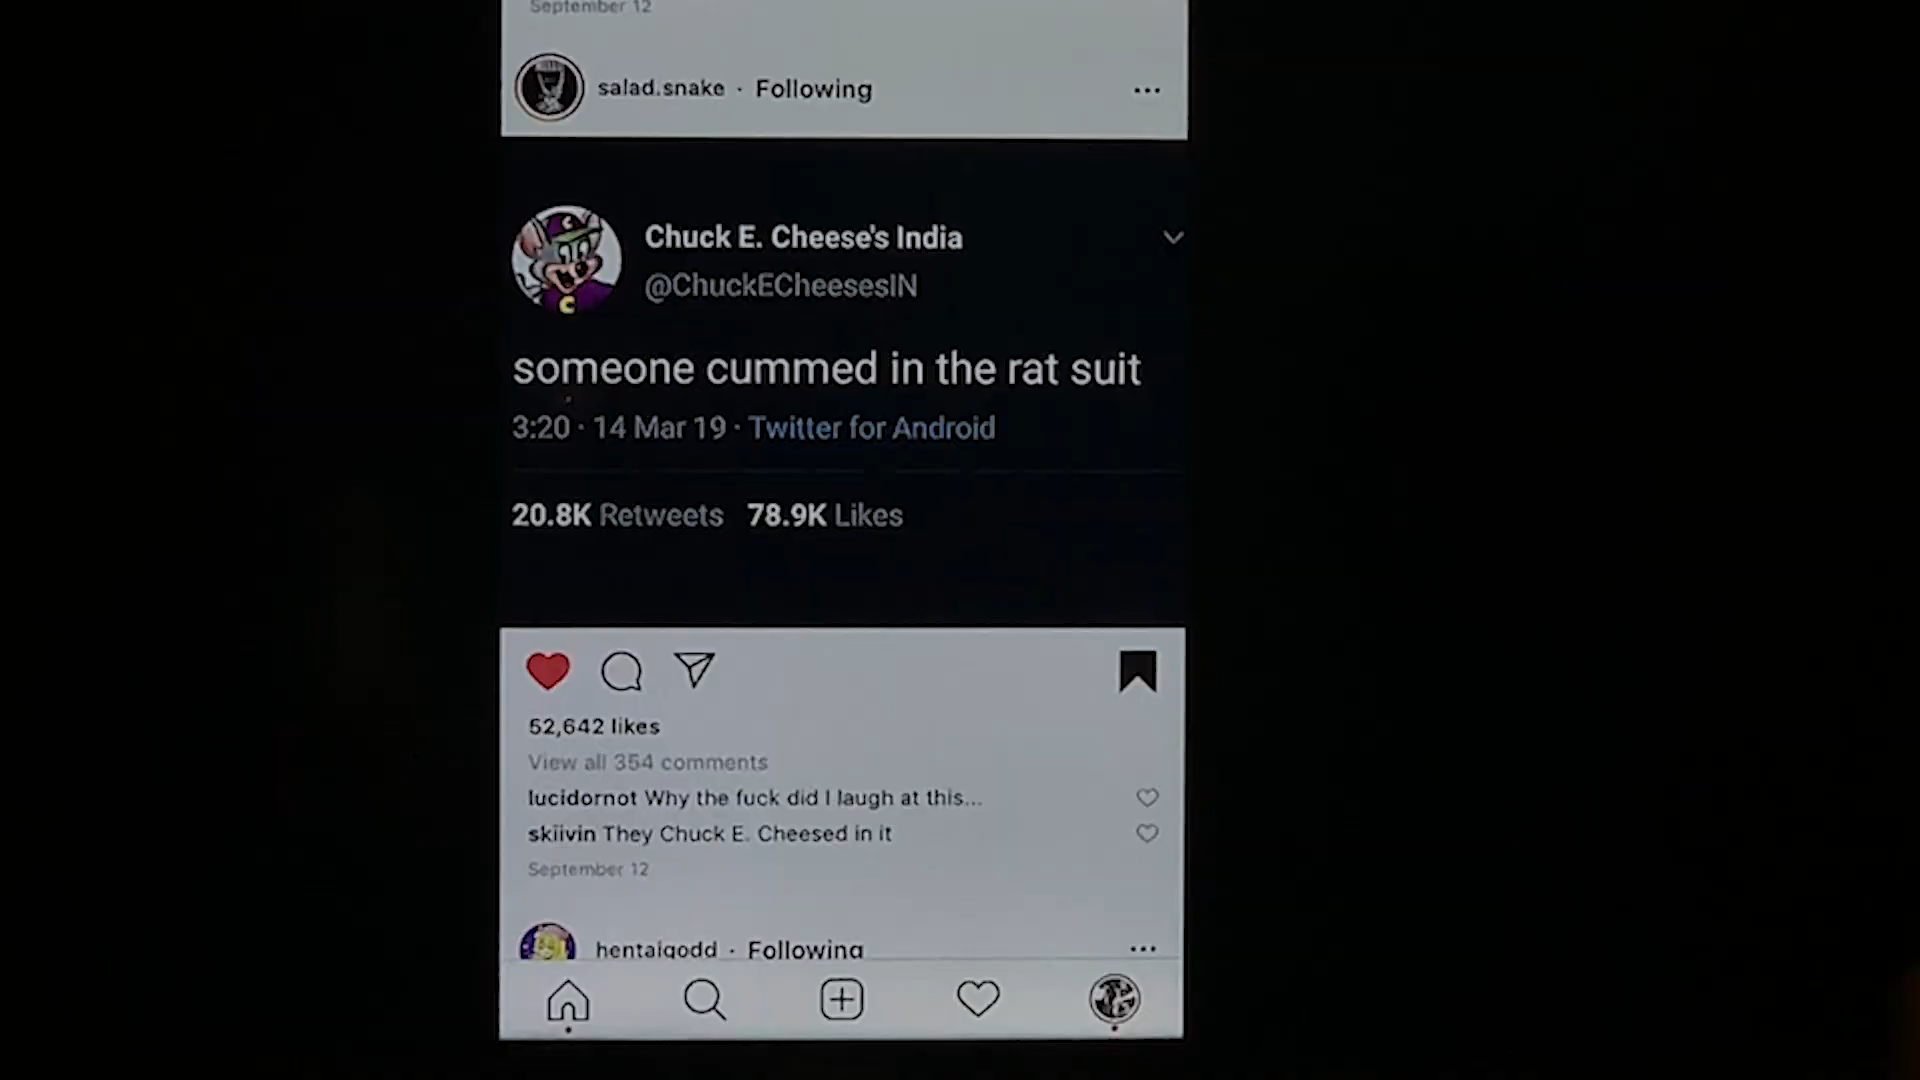 September 12
salad.snake · Following
Chuck E. Cheese's India
@ChuckECheesesIN
someone cummed in the rat suit
3:20 · 14 Mar 19 · Twitter for Android
20.8K Retweets 78.9K Likes
52,642 likes
View all 354 comments
lucidornot Why the fuck did I laugh at this...
skiivin They Chuck E. Cheesed in it
September 12
hentaigodd · Following